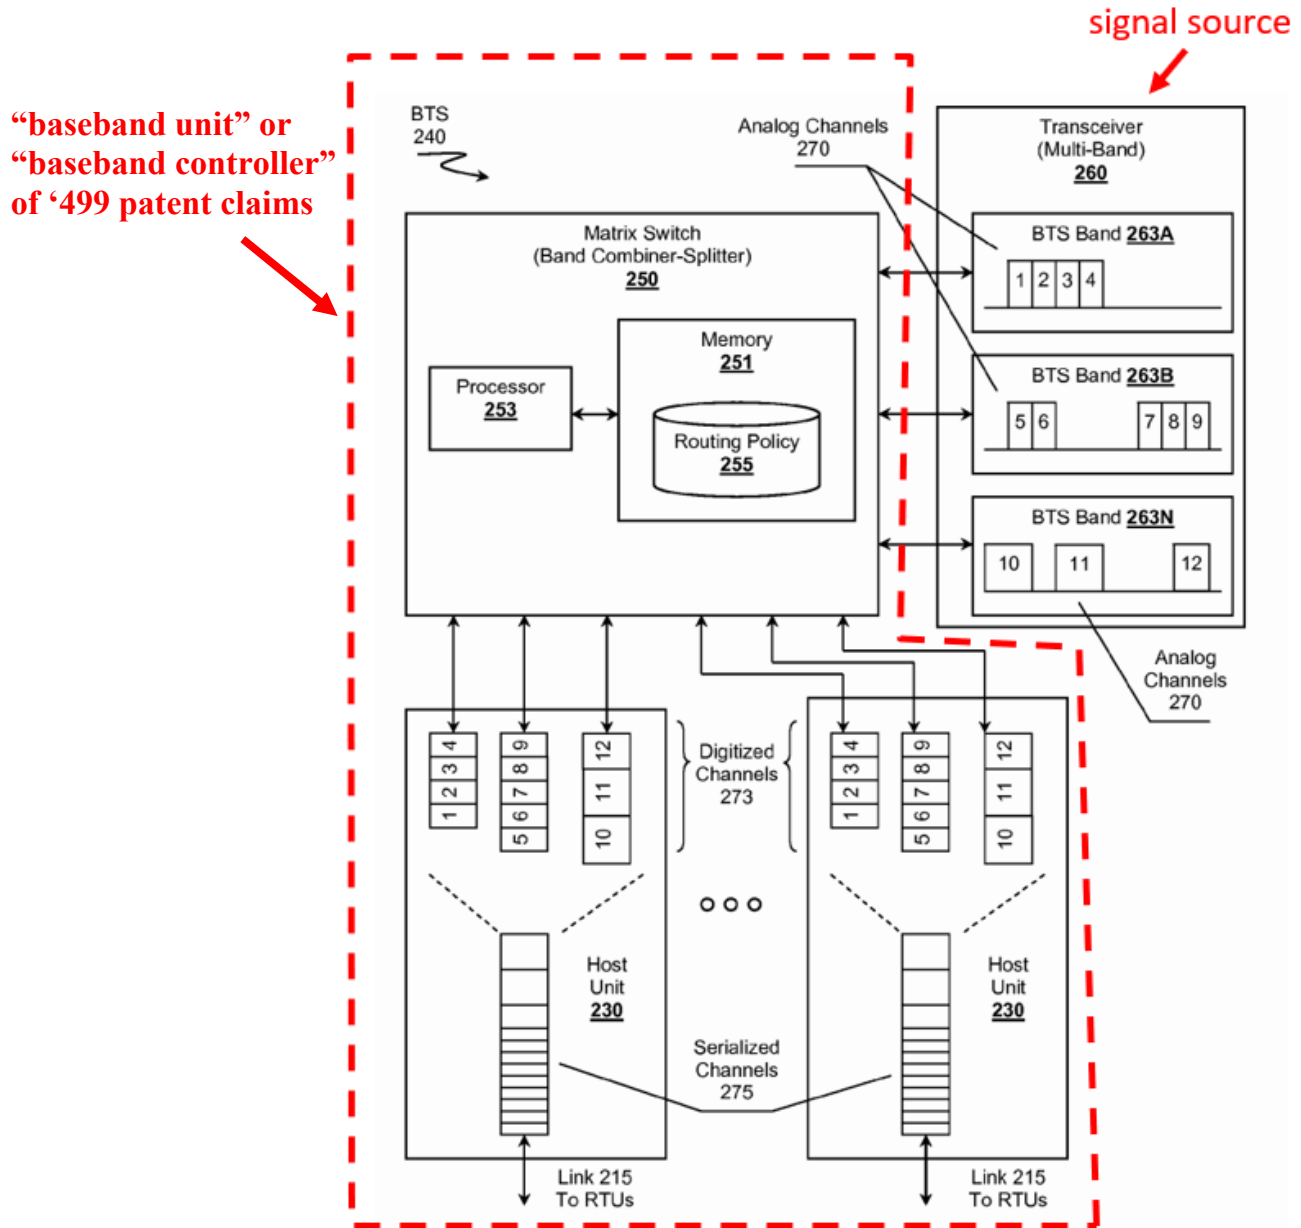 signal source
“baseband unit” or
“baseband controller”
of ‘499 patent claims
BTS
240
Analog Channels
270
Transceiver
(Multi-Band)
260
Matrix Switch
(Band Combiner-Splitter)
250
BTS Band 263A
1 2 3 4
Memory
251
Processor
253
Routing Policy
255
BTS Band 263B
5 6 7 8 9
BTS Band 263N
10 11 12
Analog
Channels
270
4
3
2
1
9
8
7
6
5
12
11
10
Digitized
Channels
273
4
3
2
1
9
8
7
6
5
12
11
10
Host
Unit
230
Host
Unit
230
Serialized
Channels
275
Link 215
To RTUs
Link 215
To RTUs